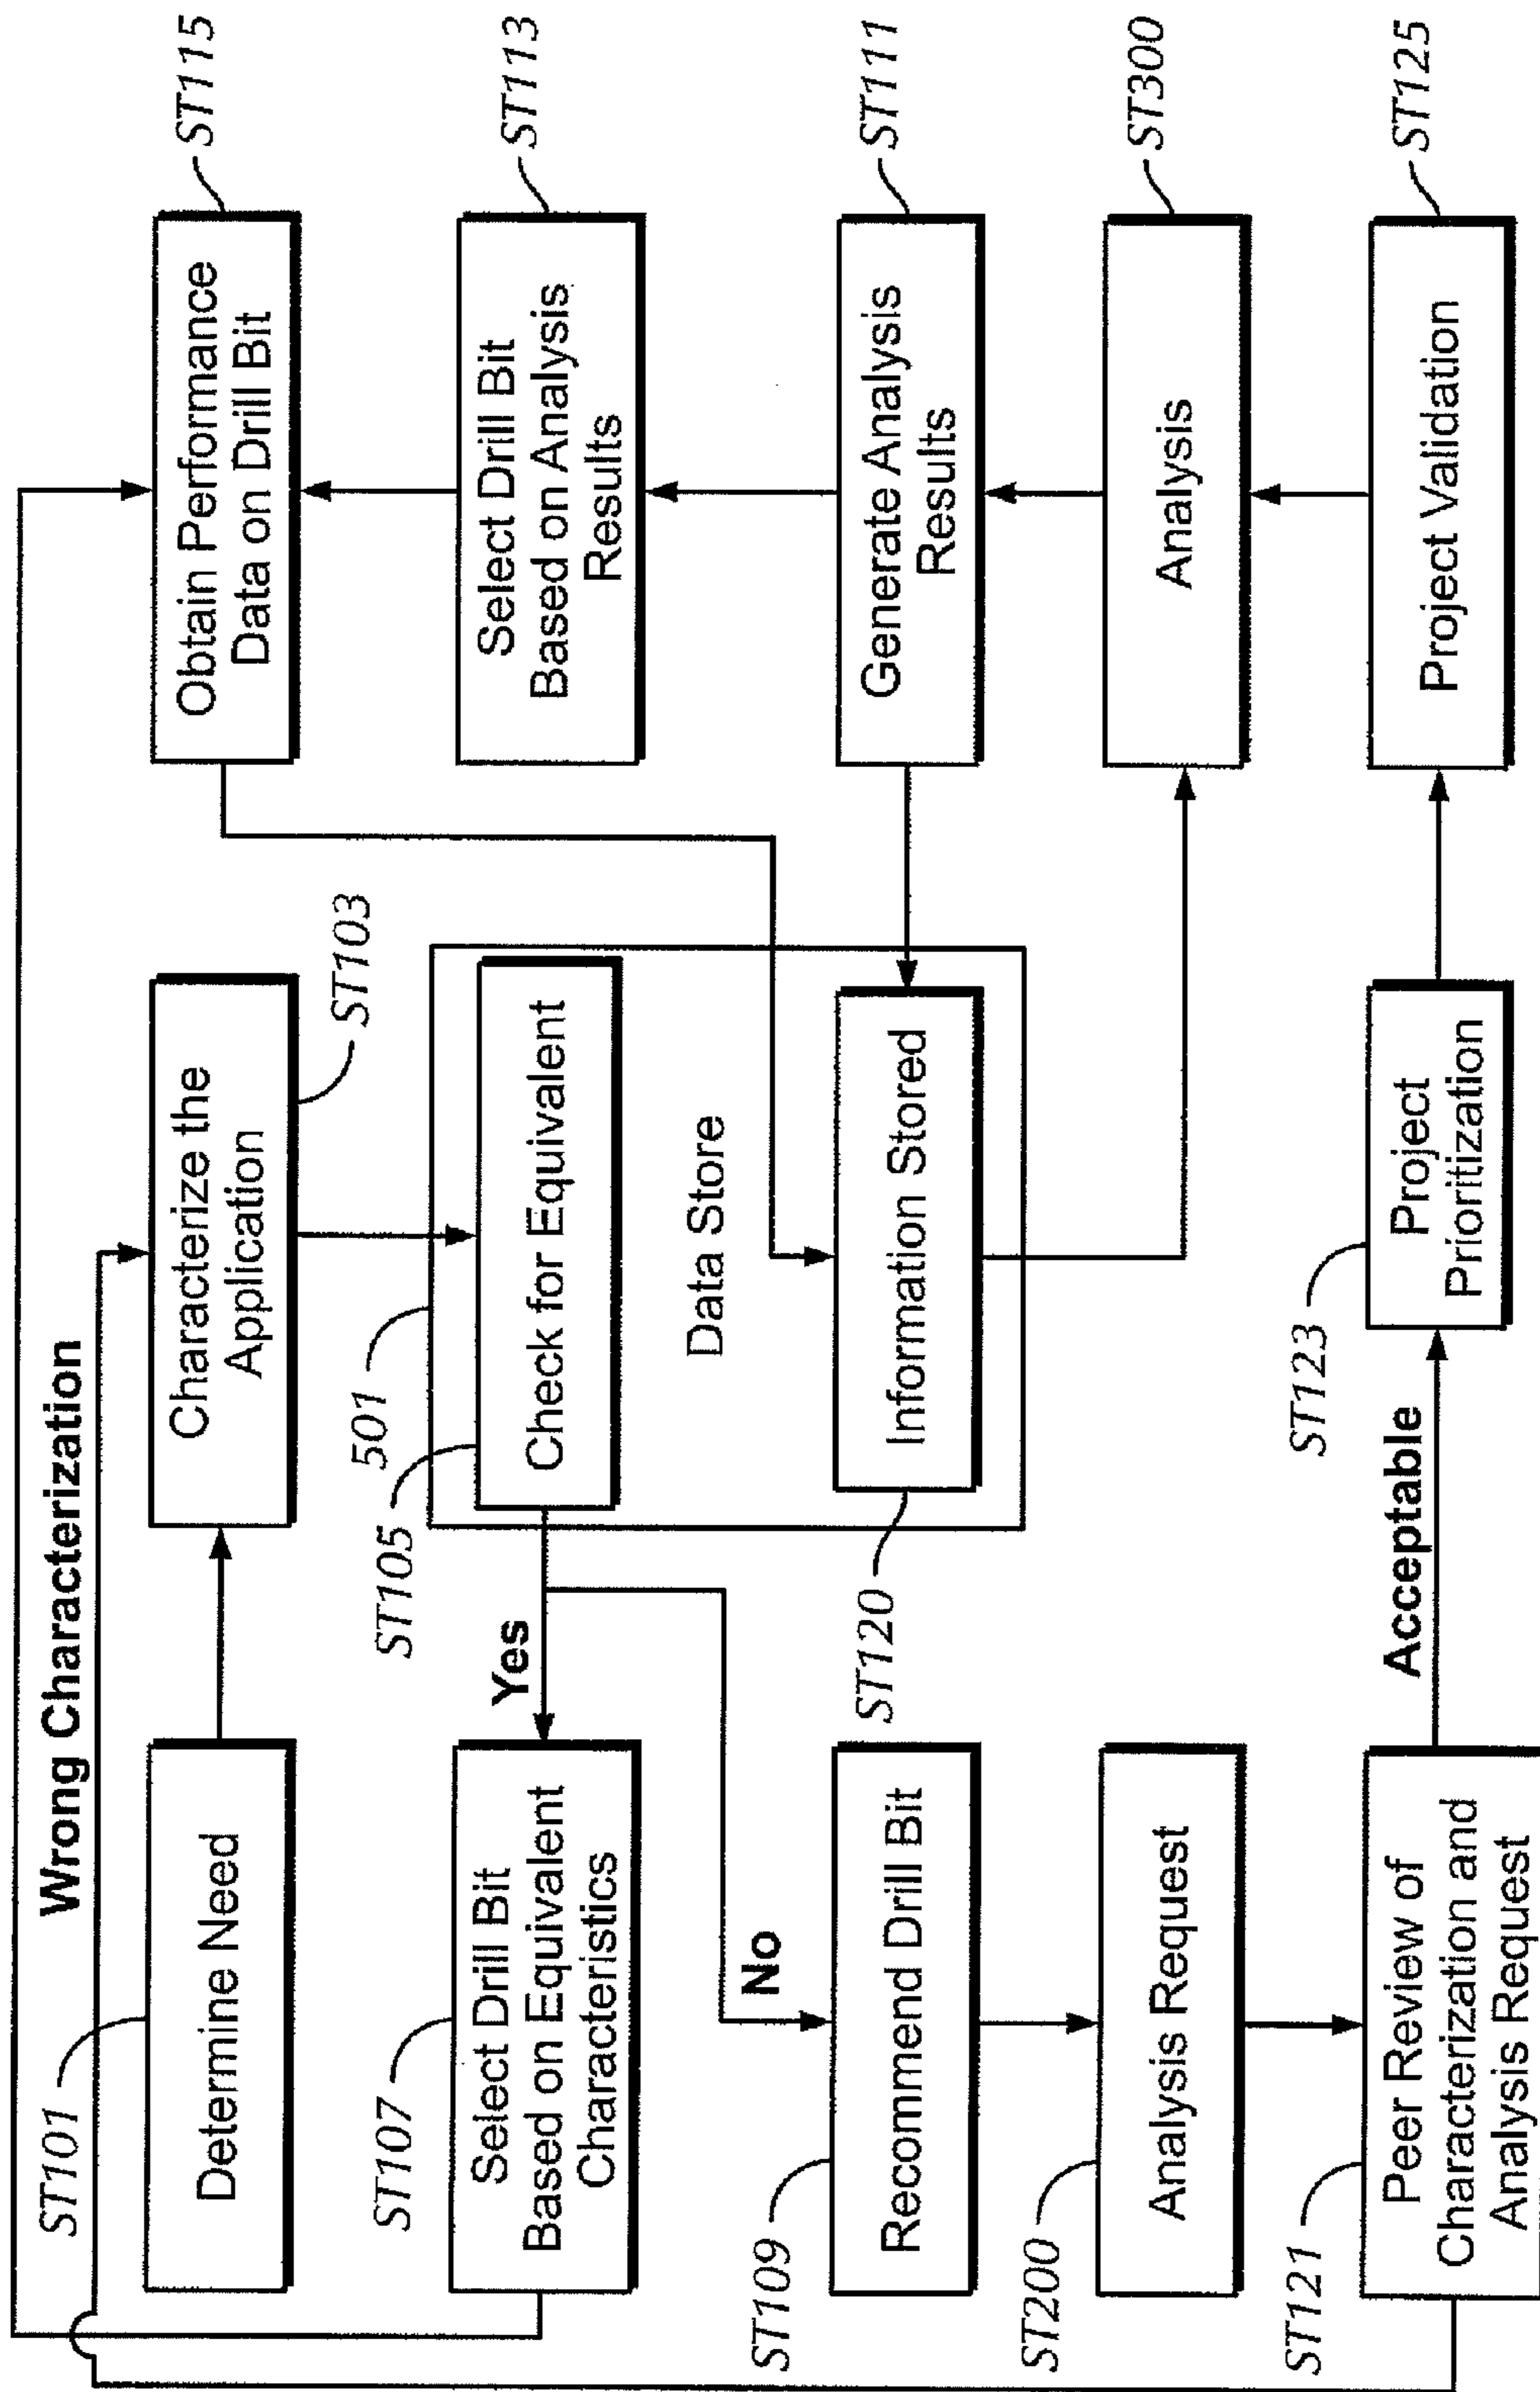 Wrong Characterization
ST101
Determine Need
Characterize the
Application
ST103
Obtain Performance
Data on Drill Bit
ST115
ST107
Select Drill Bit
Based on Equivalent
Characteristics
Yes
ST105
501
Check for Equivalent
Select Drill Bit
Based on Analysis
Results
ST113
No
Data Store
ST109
Recommend Drill Bit
ST120
Information Stored
Generate Analysis
Results
ST111
ST200
Analysis Request
Analysis
ST300
ST121
Peer Review of
Characterization and
Analysis Request
Acceptable
ST123
Project
Prioritization
Project Validation
ST125